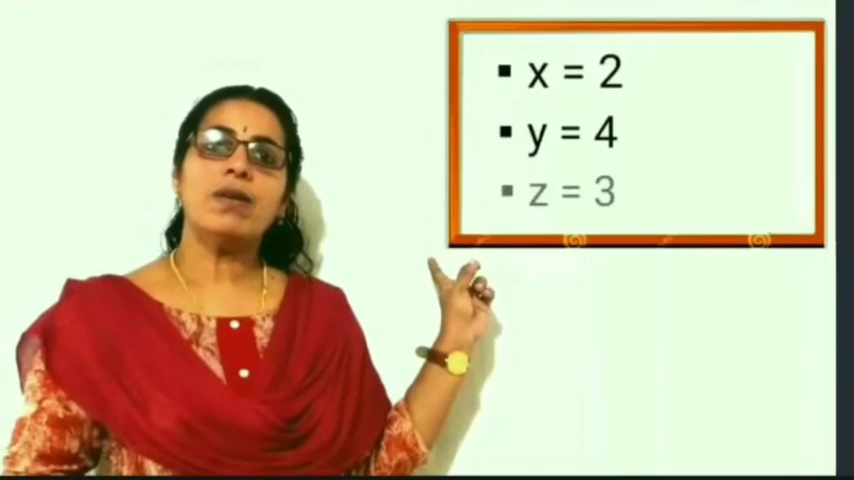 ▪ x = 2
▪ y = 4
▪ z = 3